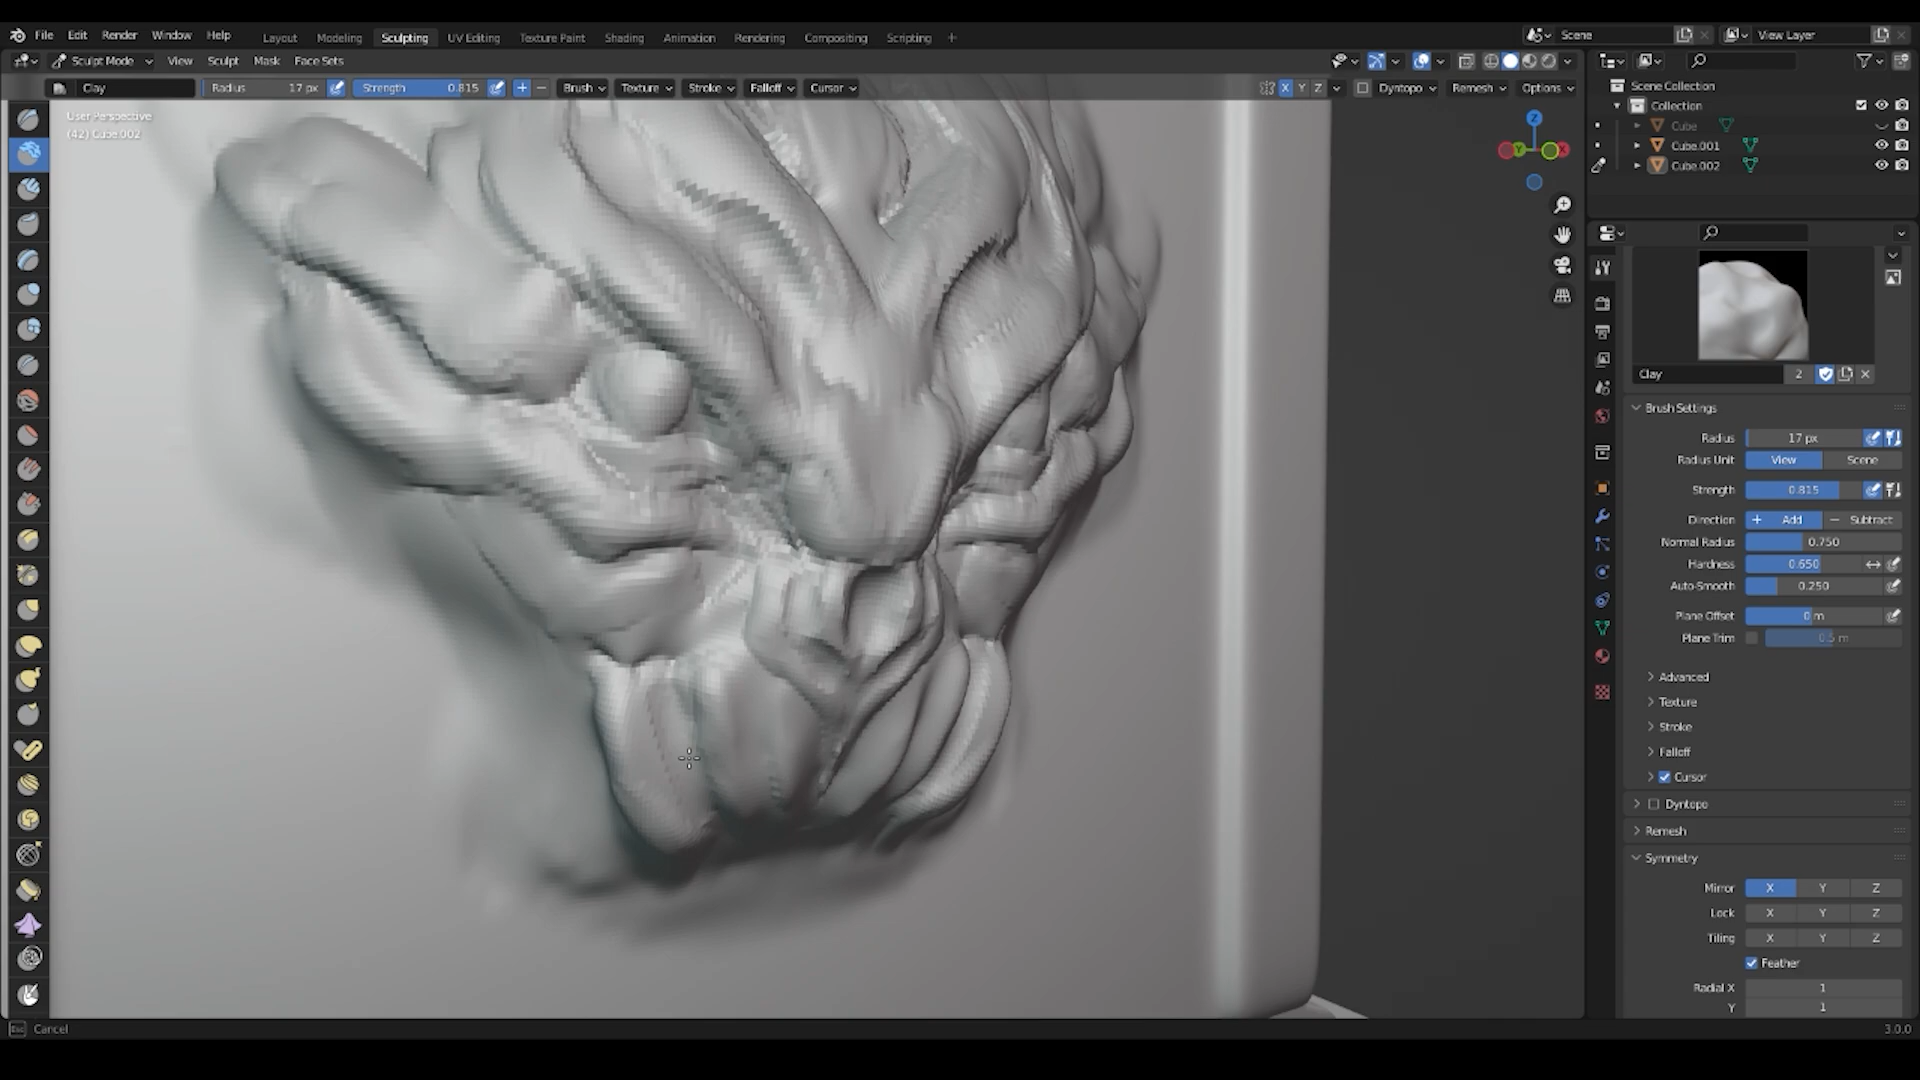 File Edit Render Window Help Layout Modeling Sculpting UV Editing Texture Paint Shading Animation Rendering Compositing Scripting + Scene View Layer
Sculpt Mode View Sculpt Mask Face Sets
Clay Radius 17 px Strength 0.815 Brush Texture Stroke Falloff Cursor X Y Z Dyntopo Remesh Options
User Perspective
(42) Cube.002
Z
Y
X
Scene Collection
Collection
Cube
Cube.001
Cube.002
Clay 2
Brush Settings
Radius 17 px
Radius Unit View Scene
Strength 0.815
Direction + Add − Subtract
Normal Radius 0.750
Hardness 0.650
Auto-Smooth 0.250
Plane Offset 0 m
Plane Trim 0.5 m
Advanced
Texture
Stroke
Falloff
Cursor
Dyntopo
Remesh
Symmetry
Mirror X Y Z
Lock X Y Z
Tiling X Y Z
Feather
Radial X 1
Y 1
Esc Cancel 3.0.0